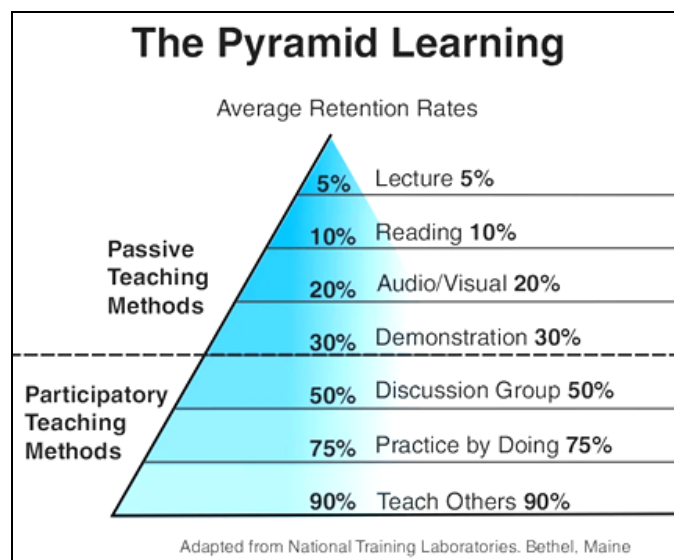 The Pyramid Learning
Average Retention Rates
5% Lecture 5%
10% Reading 10%
Passive
Teaching
Methods
20% Audio/Visual 20%
30% Demonstration 30%
Participatory
Teaching
Methods
50% Discussion Group 50%
75% Practice by Doing 75%
90% Teach Others 90%
Adapted from National Training Laboratories. Bethel, Maine